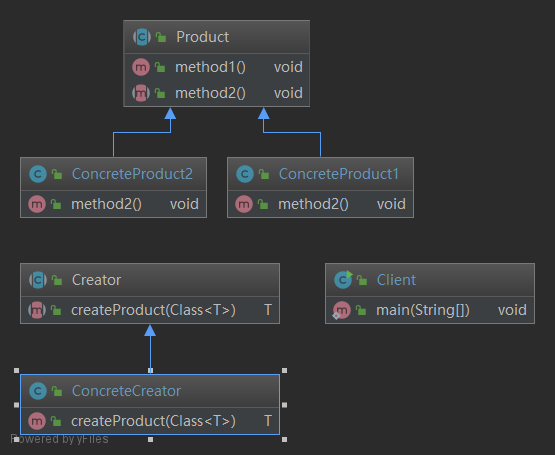 Product
method1() void
method2() void
ConcreteProduct2
method2() void
ConcreteProduct1
method2() void
Creator
createProduct(Class<T>) T
Client
main(String[]) void
ConcreteCreator
createProduct(Class<T>) T
Powered by yFiles